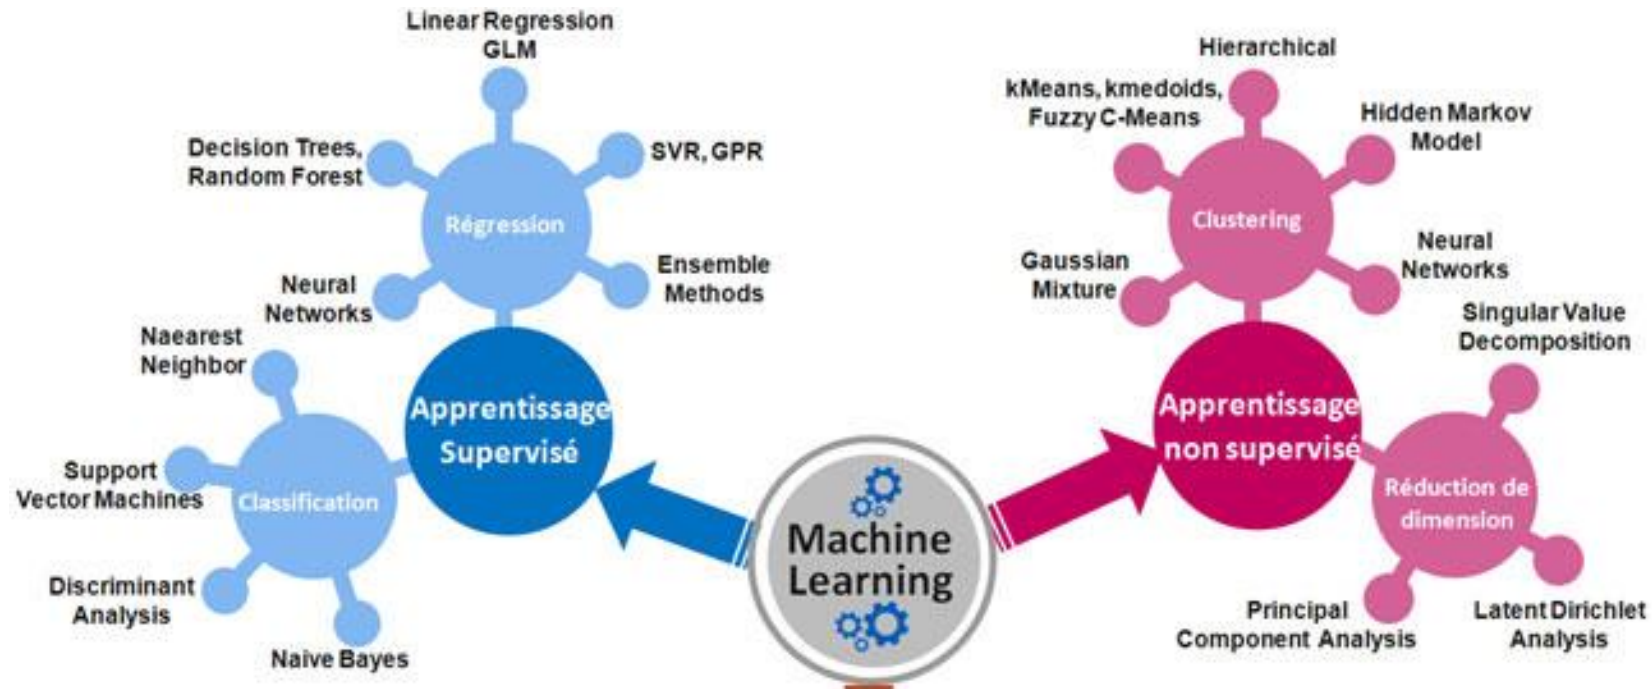 Linear Regression
GLM
Decision Trees,
Random Forest
SVR, GPR
Régression
Neural
Networks
Ensemble
Methods
Naearest
Neighbor
Support
Vector Machines
Classification
Discriminant
Analysis
Naive Bayes
Apprentissage
Supervisé
Machine
Learning
Hierarchical
kMeans, kmedoids,
Fuzzy C-Means
Hidden Markov
Model
Clustering
Gaussian
Mixture
Neural
Networks
Apprentissage
non supervisé
Singular Value
Decomposition
Réduction de
dimension
Principal
Component Analysis
Latent Dirichlet
Analysis